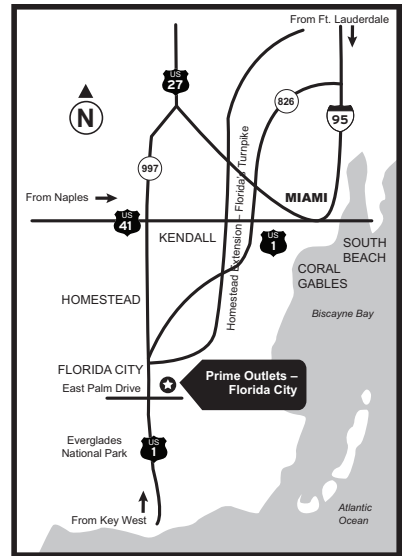 From Ft. Lauderdale
US
27
826
N
95
997
Homestead Extension – Florida's Turnpike
From Naples
MIAMI
US
41
KENDALL
US
1
SOUTH
BEACH
CORAL
GABLES
HOMESTEAD
Biscayne Bay
FLORIDA CITY
Prime Outlets –
Florida City
East Palm Drive
Everglades
National Park
US
1
Atlantic
Ocean
From Key West